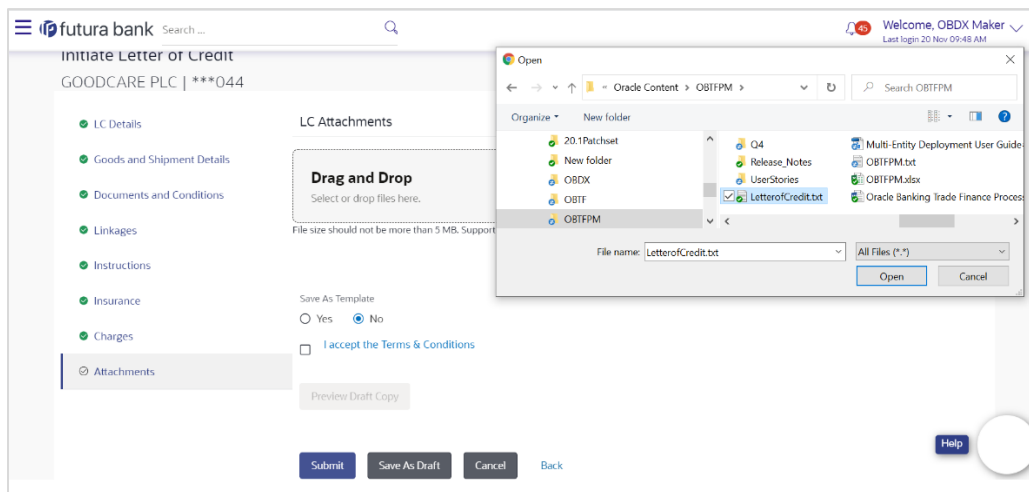 futura bank
Search ...
45
Welcome, OBDX Maker
Last login 20 Nov 09:48 AM
Initiate Letter of Credit
GOODCARE PLC | ***044
LC Details
Goods and Shipment Details
Documents and Conditions
Linkages
Instructions
Insurance
Charges
Attachments
LC Attachments
Drag and Drop
Select or drop files here.
File size should not be more than 5 MB. Support
Save As Template
Yes
No
I accept the Terms & Conditions
Preview Draft Copy
Submit
Save As Draft
Cancel
Back
Help
Open
« Oracle Content > OBTFPM >
Search OBTFPM
Organize
New folder
20.1Patchset
New folder
OBDX
OBTF
OBTFPM
Q4
Release_Notes
UserStories
LetterofCredit.txt
Multi-Entity Deployment User Guide
OBTFPM.txt
OBTFPM.xlsx
Oracle Banking Trade Finance Process
File name: LetterofCredit.txt
All Files (*.*)
Open
Cancel